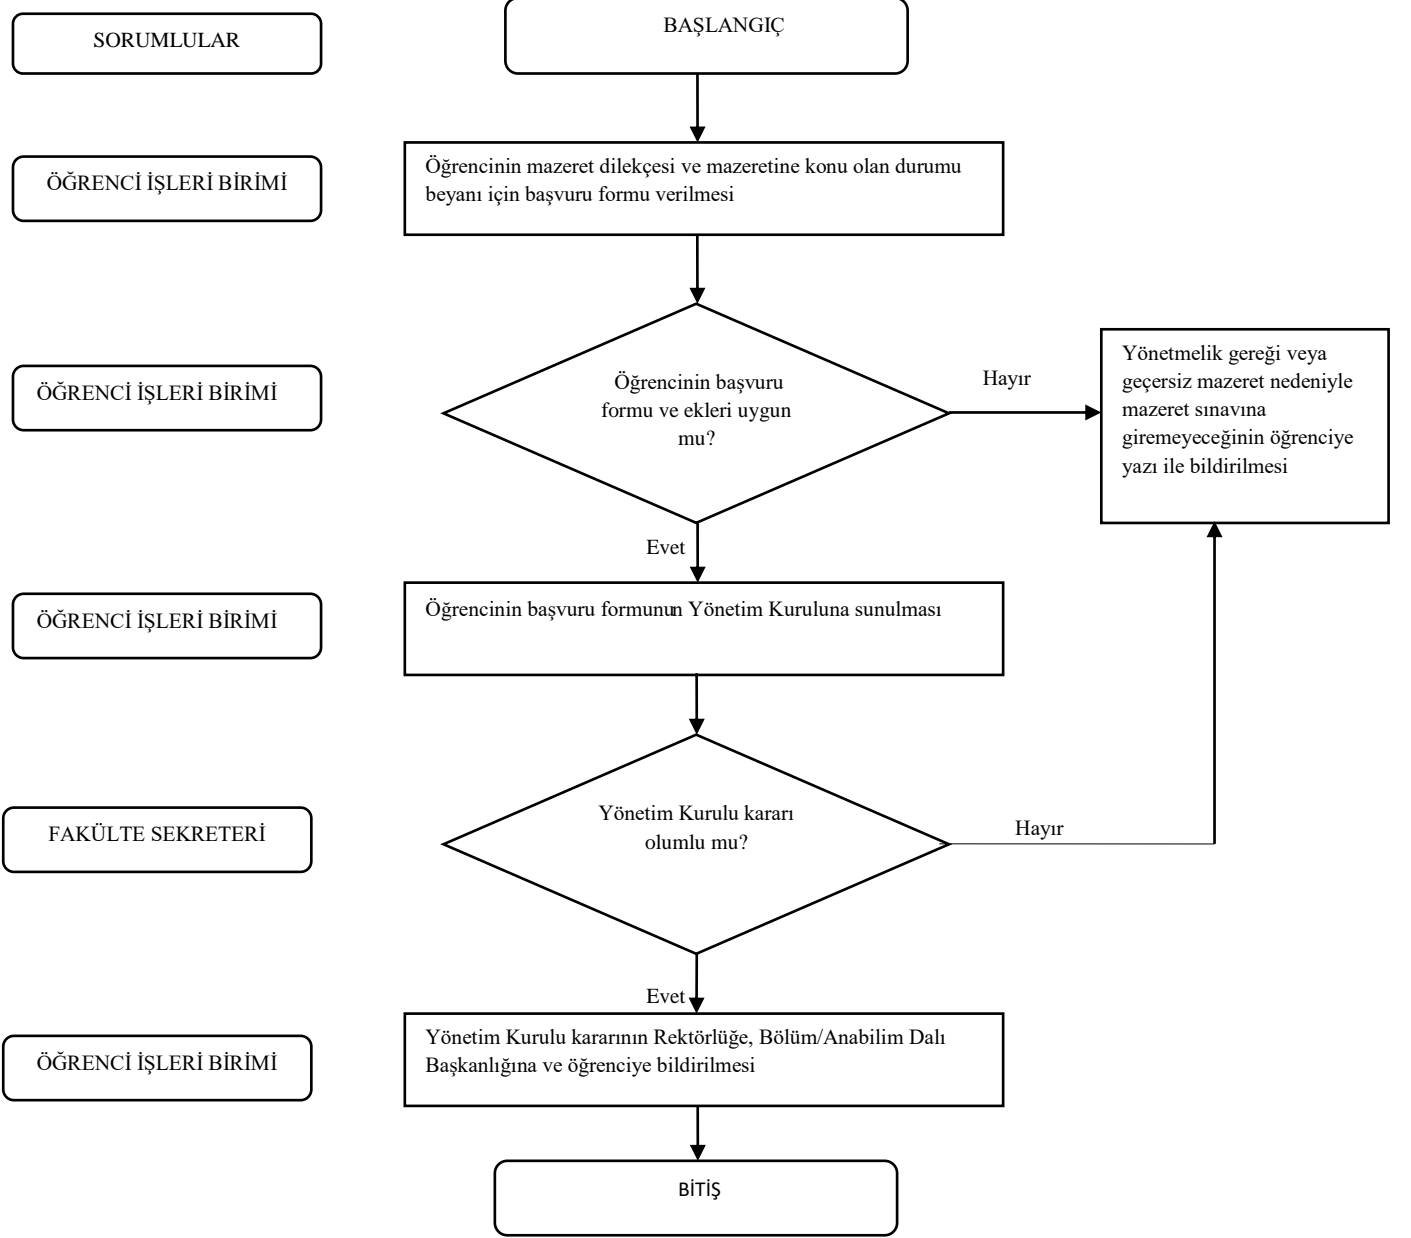 SORUMLULAR
BAŞLANGIÇ
ÖĞRENCİ İŞLERİ BİRİMİ
Öğrencinin mazeret dilekçesi ve mazeretine konu olan durumu
beyanı için başvuru formu verilmesi
ÖĞRENCİ İŞLERİ BİRİMİ
Öğrencinin başvuru
formu ve ekleri uygun
mu?
Hayır
Yönetmelik gereği veya
geçersiz mazeret nedeniyle
mazeret sınavına
giremeyeceğinin öğrenciye
yazı ile bildirilmesi
Evet
ÖĞRENCİ İŞLERİ BİRİMİ
Öğrencinin başvuru formunun Yönetim Kuruluna sunulması
FAKÜLTE SEKRETERİ
Yönetim Kurulu kararı
olumlu mu?
Hayır
Evet
ÖĞRENCİ İŞLERİ BİRİMİ
Yönetim Kurulu kararının Rektörlüğe, Bölüm/Anabilim Dalı
Başkanlığına ve öğrenciye bildirilmesi
BİTİŞ